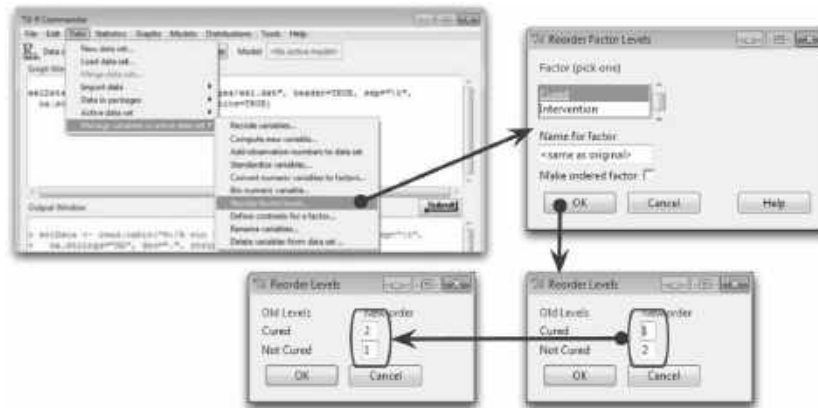 R Commander
File Edit Data Statistics Graphs Models Distributions Tools Help
New data set...
Load data set...
Merge data sets...
Import data
Data in packages
Active data set
Manage variables in active data set
Model: <No active model>
header=TRUE, sep="\t",
Recode variables...
Compute new variable...
Add observation numbers to data set
Standardize variables...
Convert numeric variables to factors...
Bin numeric variable...
Reorder factor levels...
Define contrasts for a factor...
Rename variables...
Delete variables from data set...
Output Window
Submit
Reorder Factor Levels
Factor (pick one)
Cured
Intervention
Name for factor
<same as original>
Make ordered factor
OK Cancel Help
Reorder Levels
Old Levels New order
Cured 2
Not Cured 1
OK Cancel
Reorder Levels
Old Levels New order
Cured 1
Not Cured 2
OK Cancel